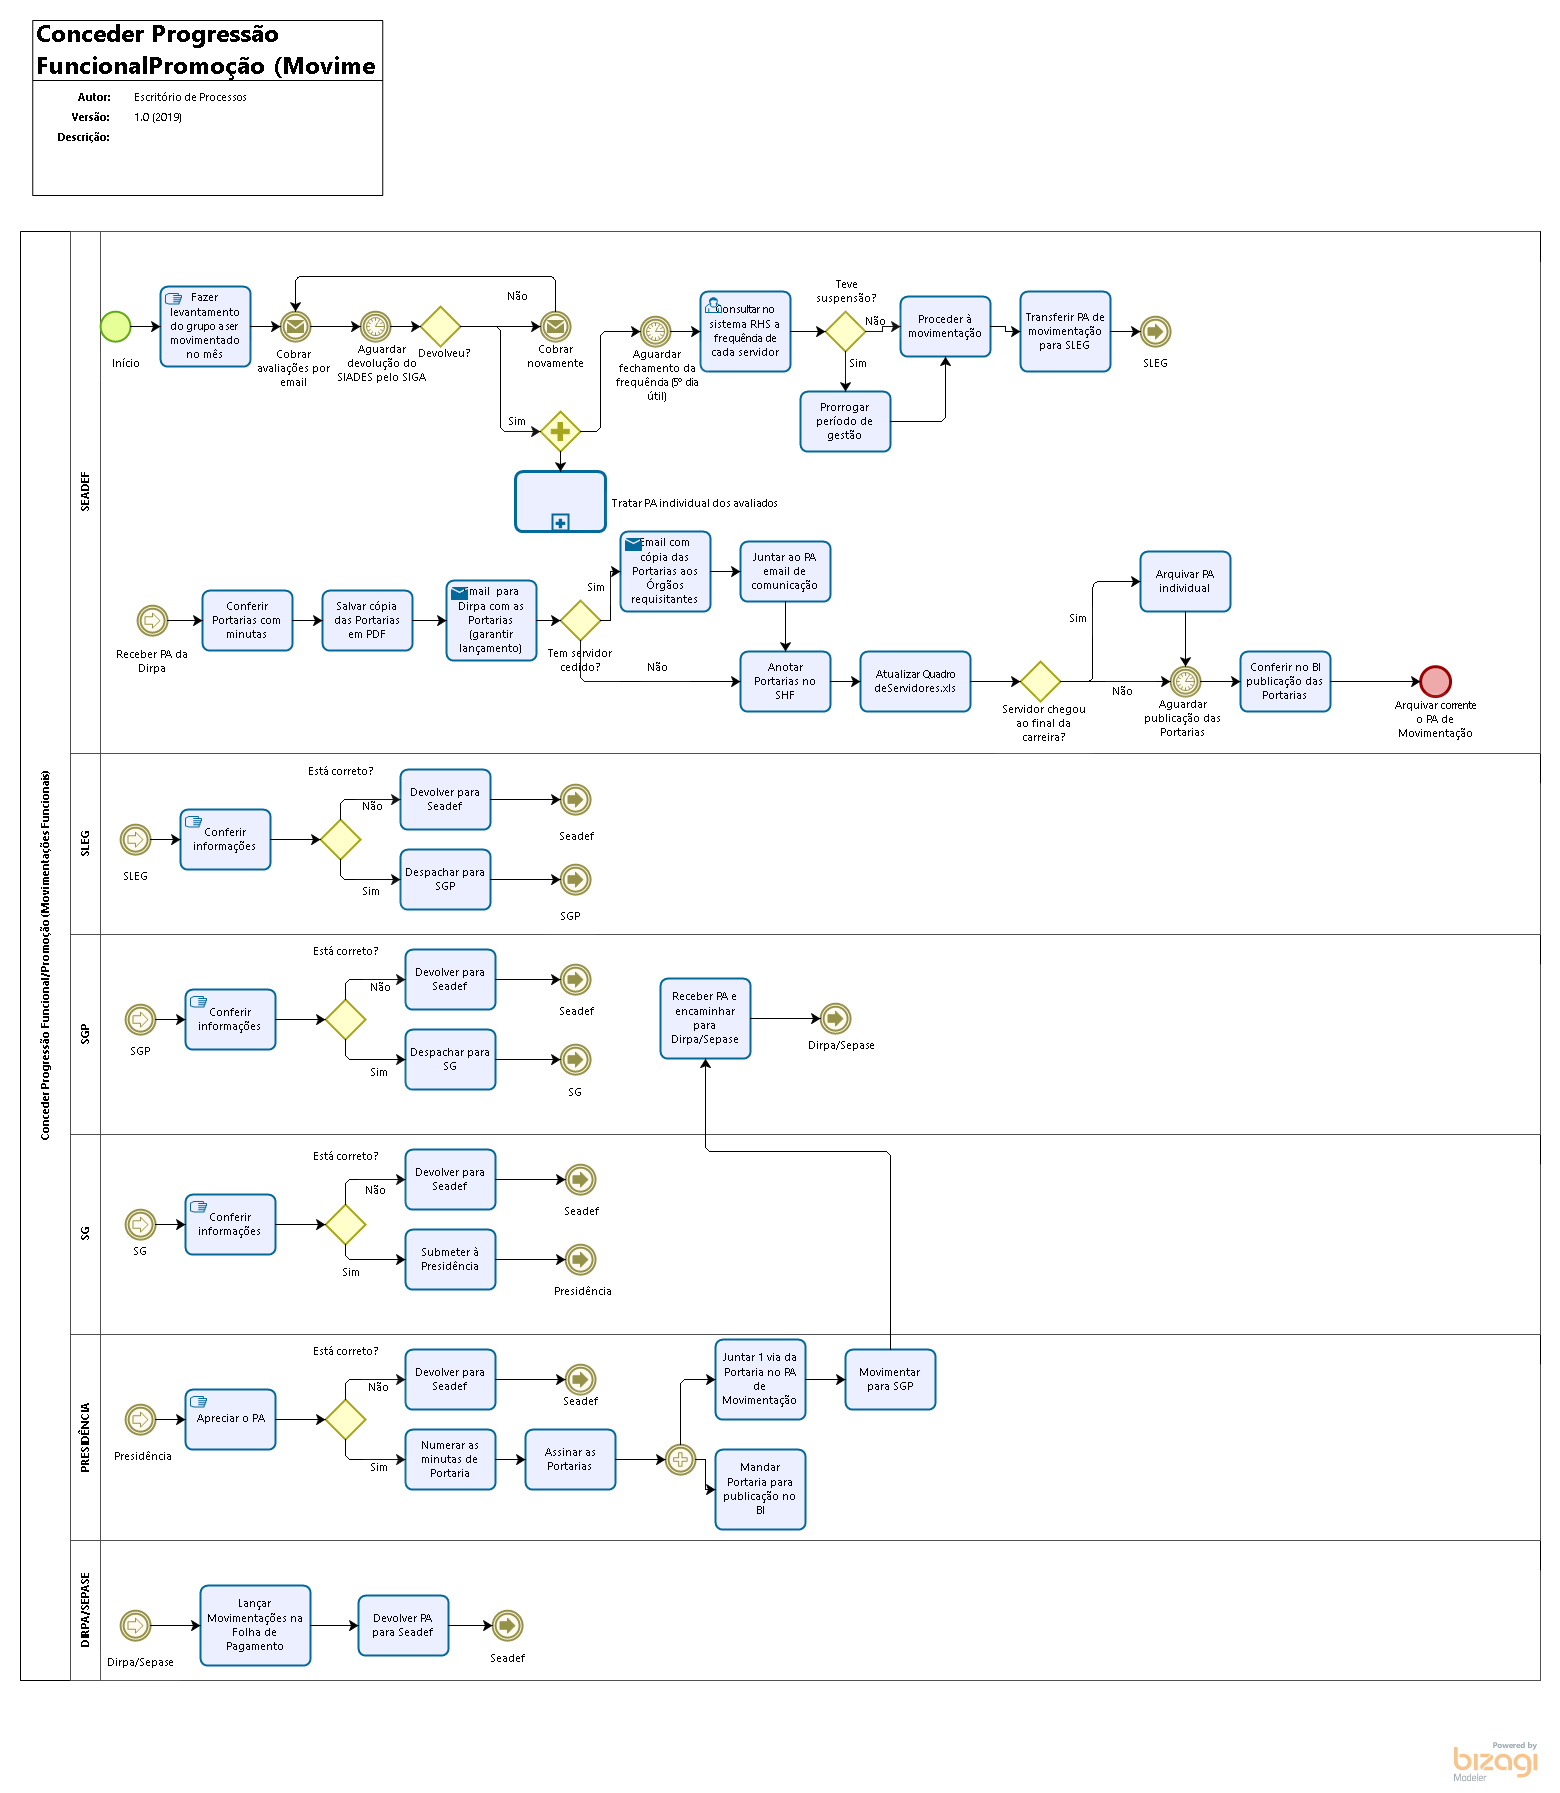 Conceder Progressão
FuncionalPromoção (Movime
Autor: Escritório de Processos
Versão: 1.0 (2019)
Descrição:
Conceder Progressão Funcional/Promoção (Movimentações Funcionais)
SEADEF
Início
Fazer
levantamento
do grupo a ser
movimentado
no mês
Cobrar
avaliações por
email
Aguardar
devolução do
SIADES pelo SIGA
Devolveu?
Não
Cobrar
novamente
Sim
Tratar PA individual dos avaliados
Aguardar
fechamento da
frequência (5º dia
útil)
Consultar no
sistema RHS a
frequência de
cada servidor
Teve
suspensão?
Não
Sim
Prorrogar
período de
gestão
Proceder à
movimentação
Transferir PA de
movimentação
para SLEG
SLEG
Receber PA da
Dirpa
Conferir
Portarias com
minutas
Salvar cópia
das Portarias
em PDF
Email para
Dirpa com as
Portarias
(garantir
lançamento)
Tem servidor
cedido?
Sim
Não
Email com
cópia das
Portarias aos
Órgãos
requisitantes
Juntar ao PA
email de
comunicação
Anotar
Portarias no
SHF
Atualizar Quadro
deServidores.xls
Servidor chegou
ao final da
carreira?
Sim
Não
Arquivar PA
individual
Aguardar
publicação das
Portarias
Conferir no BI
publicação das
Portarias
Arquivar corrente
o PA de
Movimentação
SLEG
SLEG
Conferir
informações
Está correto?
Não
Sim
Devolver para
Seadef
Seadef
Despachar para
SGP
SGP
SGP
SGP
Conferir
informações
Está correto?
Não
Sim
Devolver para
Seadef
Seadef
Despachar para
SG
SG
Receber PA e
encaminhar
para
Dirpa/Sepase
Dirpa/Sepase
SG
SG
Conferir
informações
Está correto?
Não
Sim
Devolver para
Seadef
Seadef
Submeter à
Presidência
Presidência
PRESIDÊNCIA
Presidência
Apreciar o PA
Está correto?
Não
Sim
Devolver para
Seadef
Seadef
Numerar as
minutas de
Portaria
Assinar as
Portarias
Juntar 1 via da
Portaria no PA
de
Movimentação
Movimentar
para SGP
Mandar
Portaria para
publicação no
BI
DIRPA/SEPASE
Dirpa/Sepase
Lançar
Movimentações na
Folha de
Pagamento
Devolver PA
para Seadef
Seadef
Powered by
bizagi
Modeler